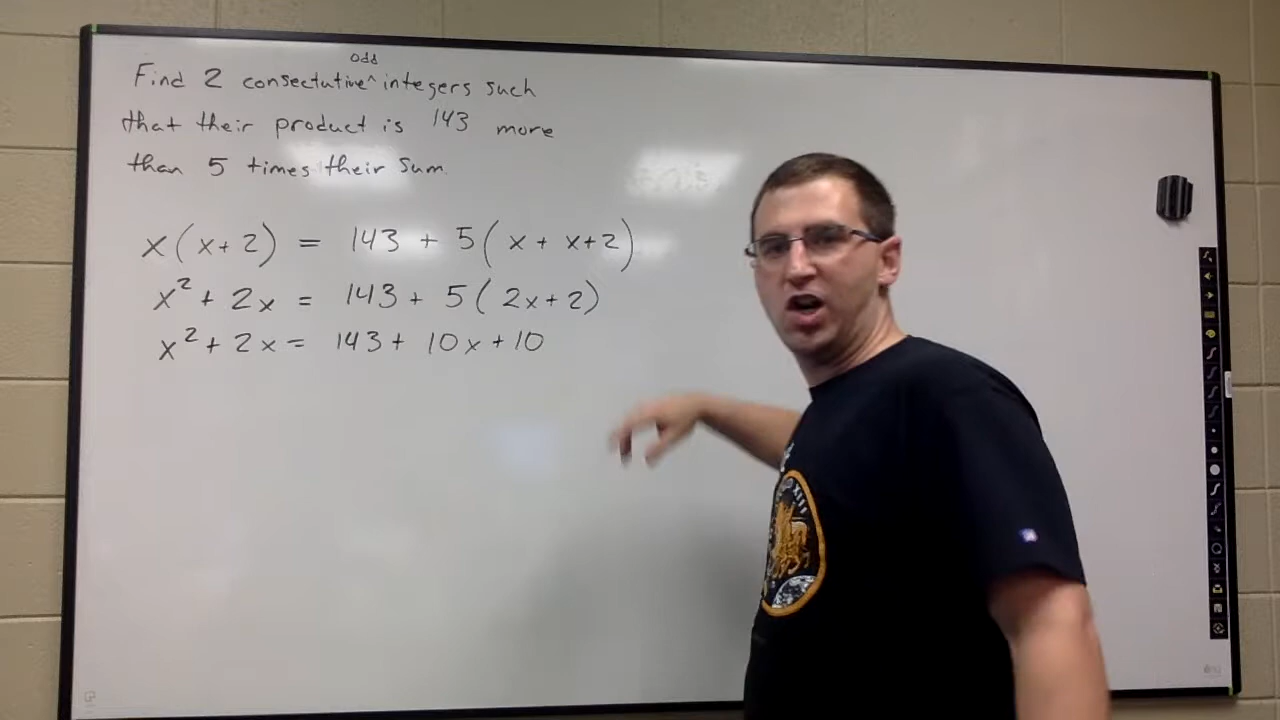 odd
Find 2 consectutive^integers such
that their product is 143 more
than 5 times their sum.
x(x+2) = 143 + 5(x + x+2)
x² + 2x = 143 + 5(2x+2)
x² + 2x = 143 + 10x + 10
XIII